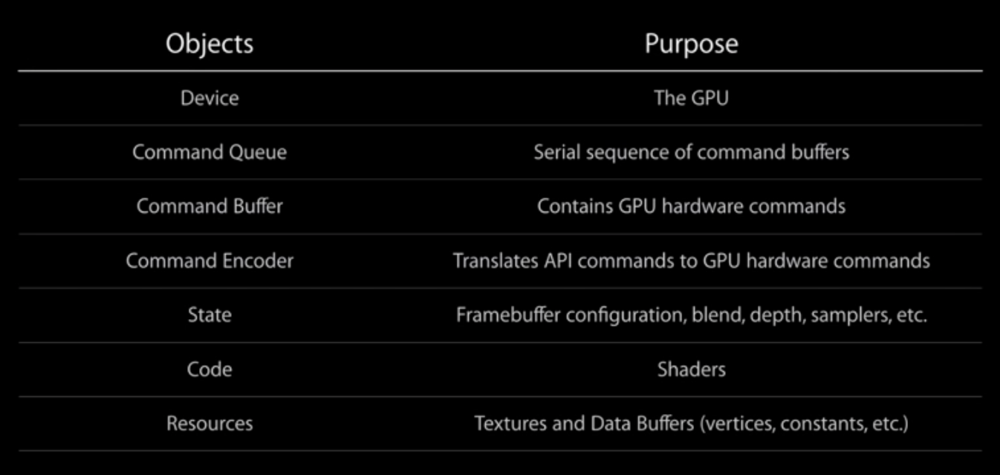 Objects Purpose
Device The GPU
Command Queue Serial sequence of command buffers
Command Buffer Contains GPU hardware commands
Command Encoder Translates API commands to GPU hardware commands
State Framebuffer configuration, blend, depth, samplers, etc.
Code Shaders
Resources Textures and Data Buffers (vertices, constants, etc.)